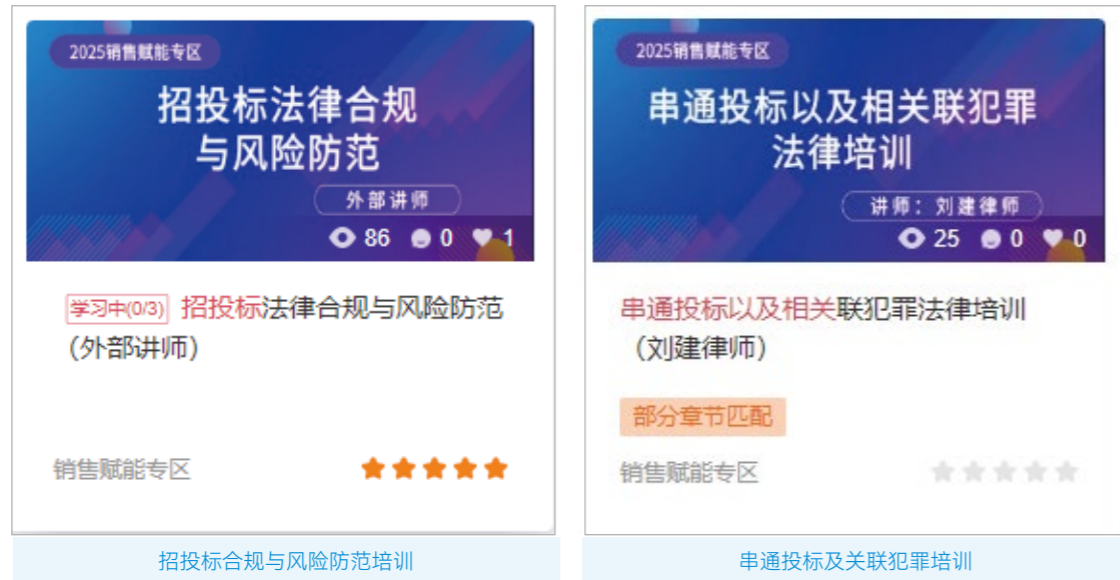 2025销售赋能专区
招投标法律合规
与风险防范
外部讲师
86 0 1
学习中(0/3) 招投标法律合规与风险防范
（外部讲师）
销售赋能专区
招投标合规与风险防范培训
2025销售赋能专区
串通投标以及相关联犯罪
法律培训
讲师：刘建律师
25 0 0
串通投标以及相关联犯罪法律培训
（刘建律师）
部分章节匹配
销售赋能专区
串通投标及关联犯罪培训